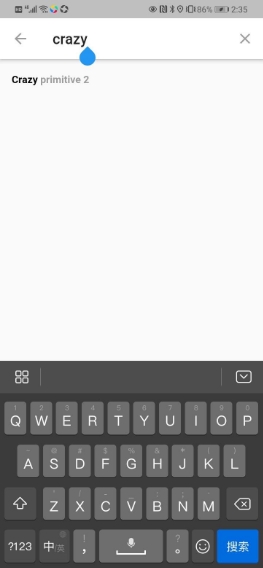 86% 2:35
crazy
Crazy primitive 2
1 2 3 4 5 6 7 8 9 0
Q W E R T Y U I O P
A S D F G H J K L
Z X C V B N M
?123 中/英 , 。 搜索